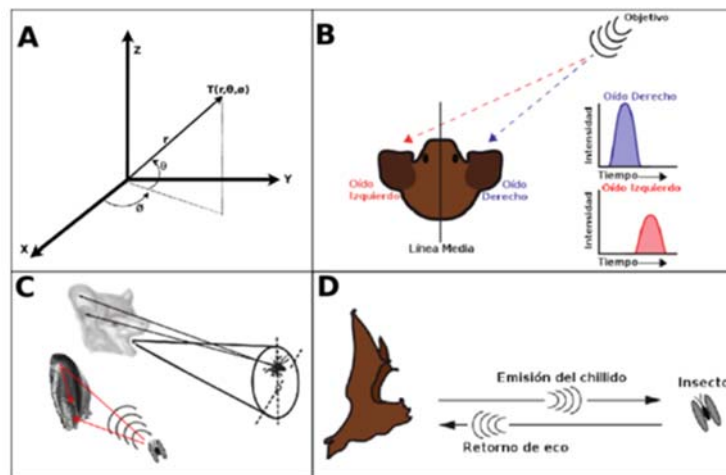 A
Z
T(r,θ,ø)
r
θ
Y
ø
X
B
Objetivo
Oído Derecho
Intensidad
Tiempo
Oído Izquierdo
Intensidad
Tiempo
Oído
Izquierdo
Oído
Derecho
Línea Media
C
D
Emisión del chillido
Insecto
Retorno de eco